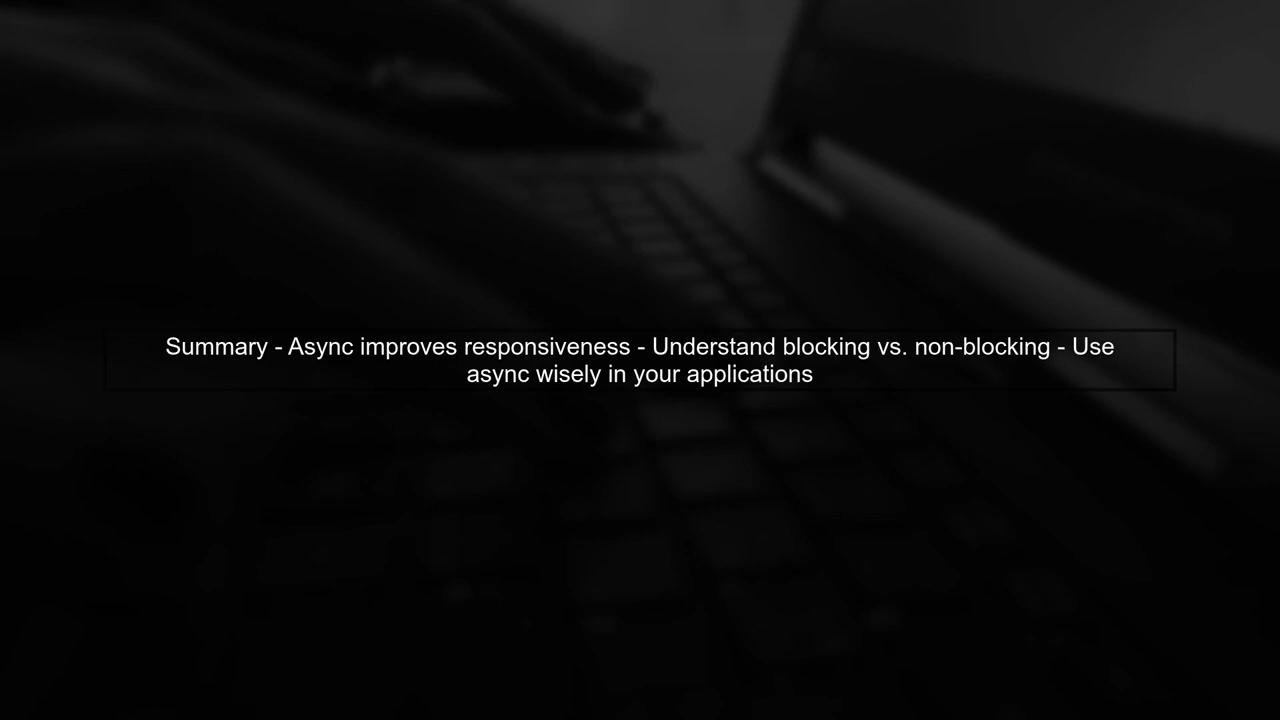 Summary - Async improves responsiveness - Understand blocking vs. non-blocking - Use
async wisely in your applications